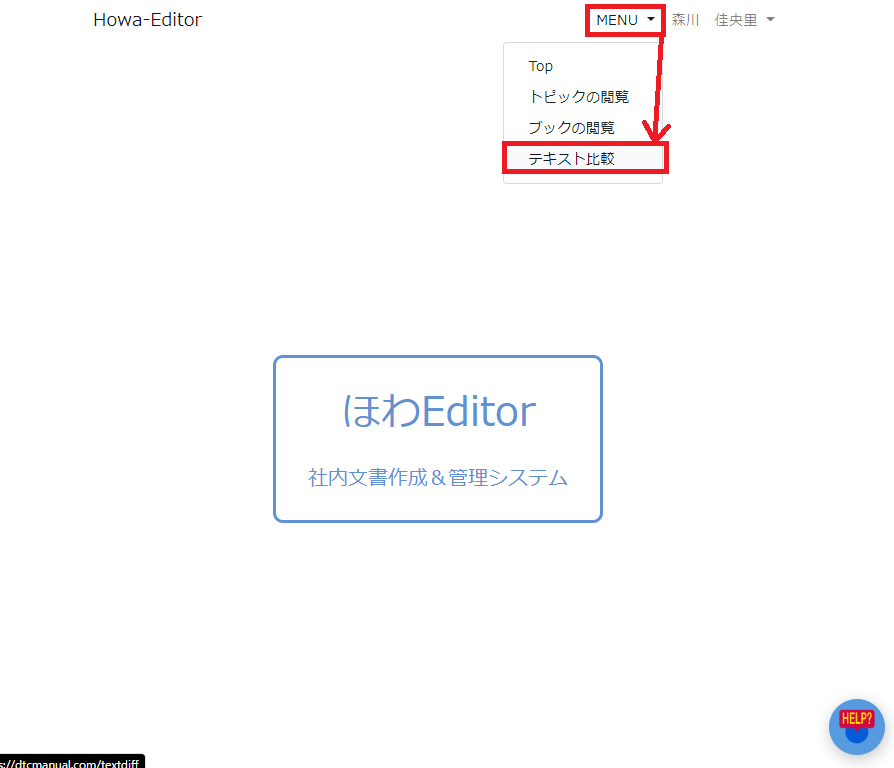 Howa-Editor
MENU
森川 佳央里
Top
トピックの閲覧
ブックの閲覧
テキスト比較
ほわEditor
社内文書作成＆管理システム
HELP?
s://dtcmanual.com/textdiff